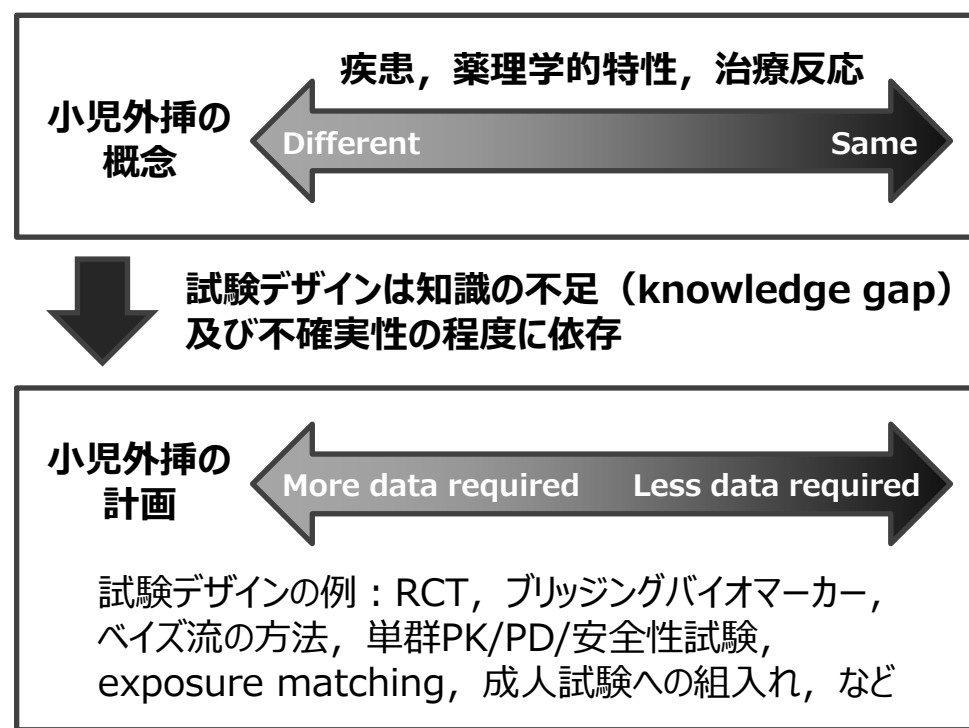 疾患，薬理学的特性，治療反応
小児外挿の
概念
Different
Same
試験デザインは知識の不足（knowledge gap）
及び不確実性の程度に依存
小児外挿の
計画
More data required
Less data required
試験デザインの例：RCT，ブリッジングバイオマーカー，
ベイズ流の方法，単群PK/PD/安全性試験，
exposure matching，成人試験への組入れ，など